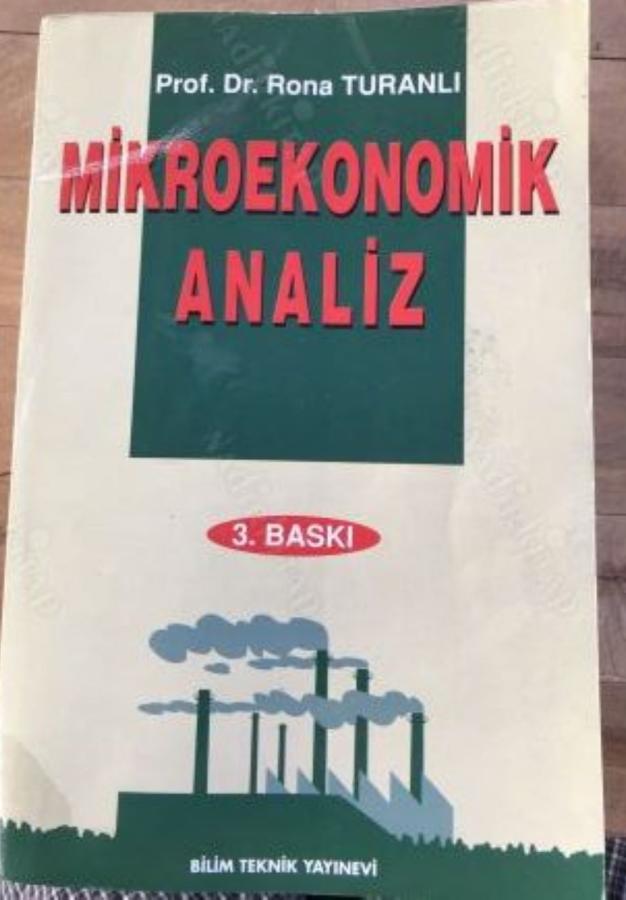 Prof. Dr. Rona TURANLI
MİKROEKONOMİK
ANALİZ
3. BASKI
BİLİM TEKNİK YAYINEVİ